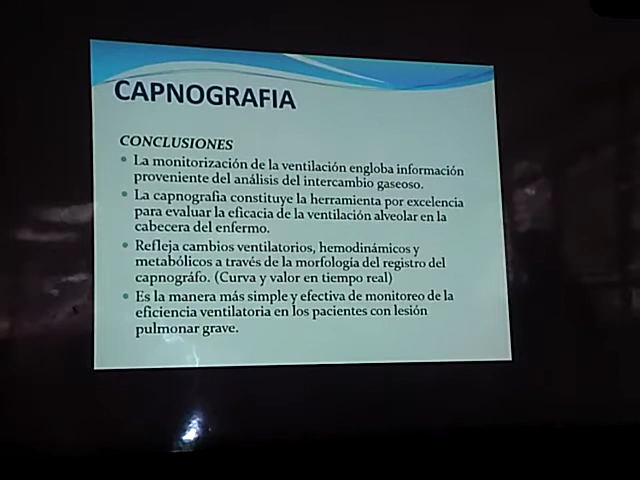 CAPNOGRAFIA
CONCLUSIONES
• La monitorización de la ventilación engloba información
proveniente del análisis del intercambio gaseoso.
• La capnografia constituye la herramienta por excelencia
para evaluar la eficacia de la ventilación alveolar en la
cabecera del enfermo.
• Refleja cambios ventilatorios, hemodinámicos y
metabólicos a través de la morfología del registro del
capnográfo. (Curva y valor en tiempo real)
• Es la manera más simple y efectiva de monitoreo de la
eficiencia ventilatoria en los pacientes con lesión
pulmonar grave.